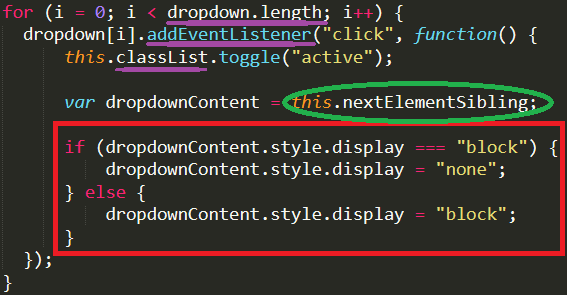 for (i = 0; i < dropdown.length; i++) {
  dropdown[i].addEventListener("click", function() {
      this.classList.toggle("active");

      var dropdownContent = this.nextElementSibling;

      if (dropdownContent.style.display === "block") {
          dropdownContent.style.display = "none";
      } else {
          dropdownContent.style.display = "block";
      }
  });
}